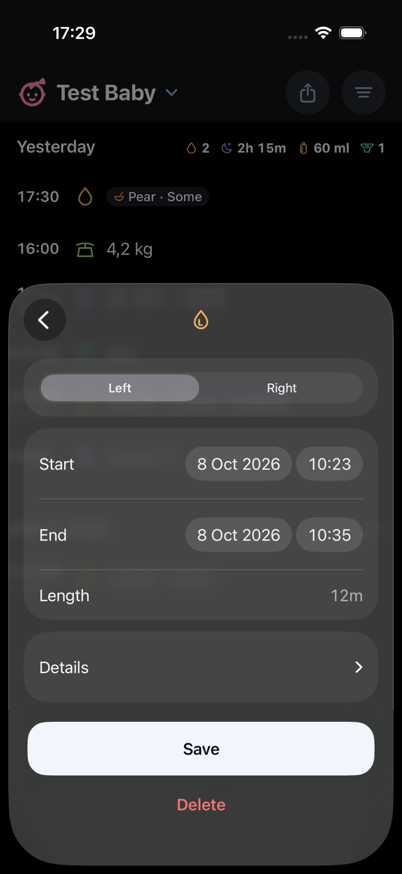 17:29
Test Baby
Yesterday 2 2h 15m 60 ml 1
17:30 Pear · Some
16:00 4,2 kg
L
Left Right
Start 8 Oct 2026 10:23
End 8 Oct 2026 10:35
Length 12m
Details
Save
Delete